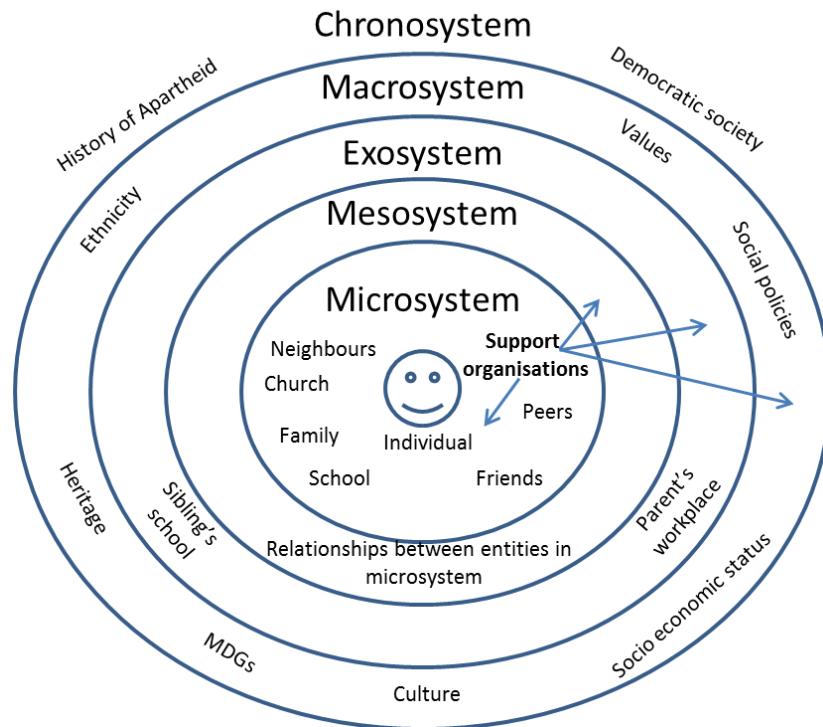 Chronosystem
History of Apartheid
Democratic society
Macrosystem
Values
Ethnicity
Exosystem
Social policies
Mesosystem
Microsystem
Neighbours
Support
organisations
Church
Peers
Family
Individual
School
Friends
Heritage
Sibling's
school
Parent's
workplace
Relationships between entities in
microsystem
Socio economic status
MDGs
Culture